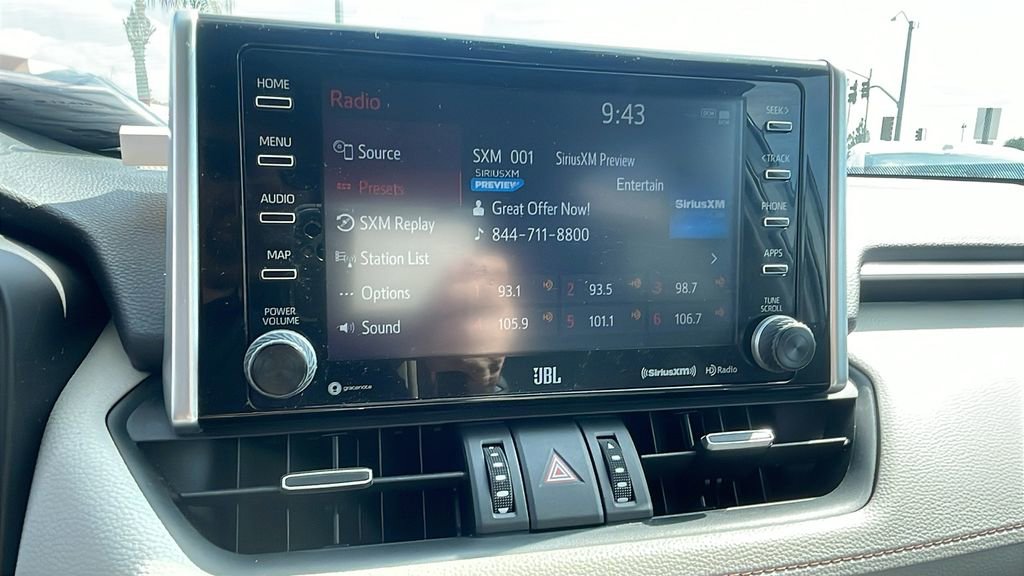 HOME
MENU
AUDIO
MAP
POWER
VOLUME
Radio
9:43
DCM
Source
Presets
SXM Replay
Station List
Options
Sound
SXM 001 SiriusXM Preview
SIRIUSXM
PREVIEW
Entertain
Great Offer Now!
844-711-8800
SiriusXM
93.1 2 93.5 3 98.7
105.9 5 101.1 6 106.7
SEEK>
<TRACK
PHONE
APPS
TUNE
SCROLL
gracenote
JBL
((SiriusXM))
HD Radio